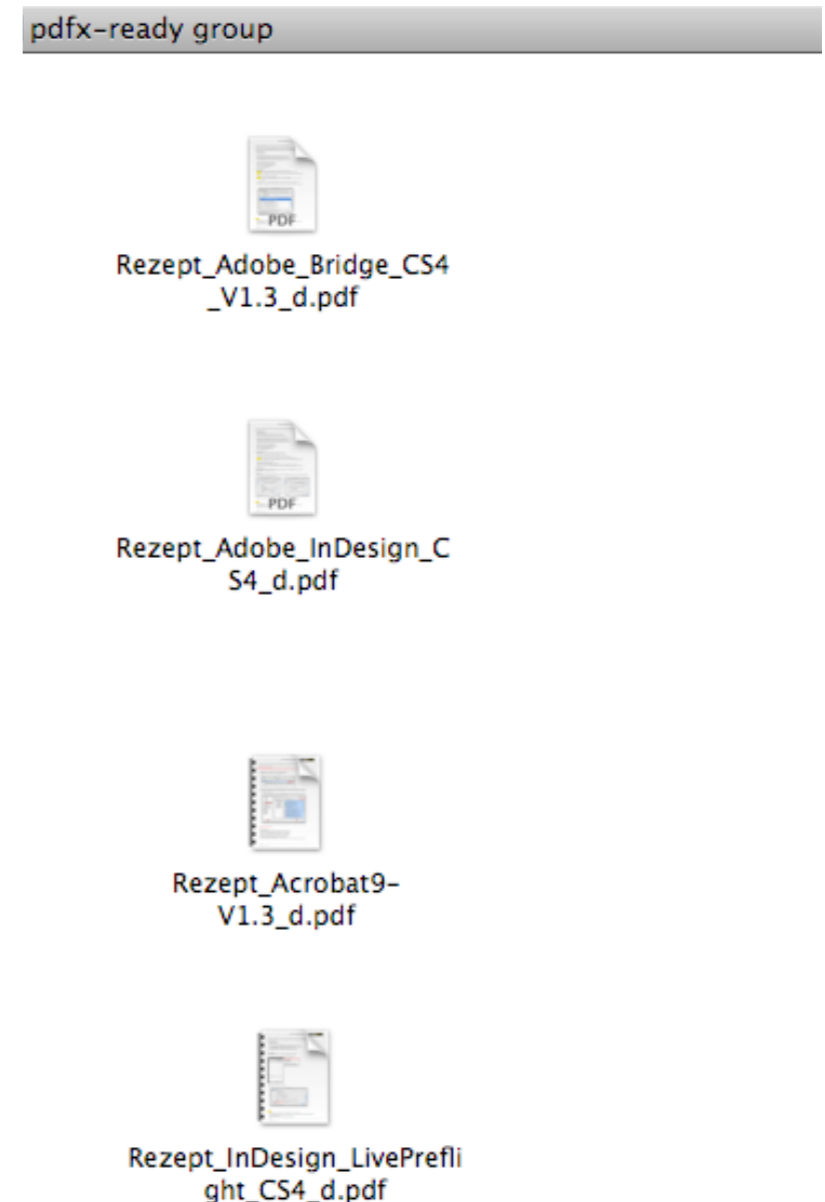 pdfx-ready group
PDF
Rezept_Adobe_Bridge_CS4
_V1.3_d.pdf
PDF
Rezept_Adobe_InDesign_C
S4_d.pdf
Rezept_Acrobat9-
V1.3_d.pdf
Rezept_InDesign_LivePrefli
ght_CS4_d.pdf